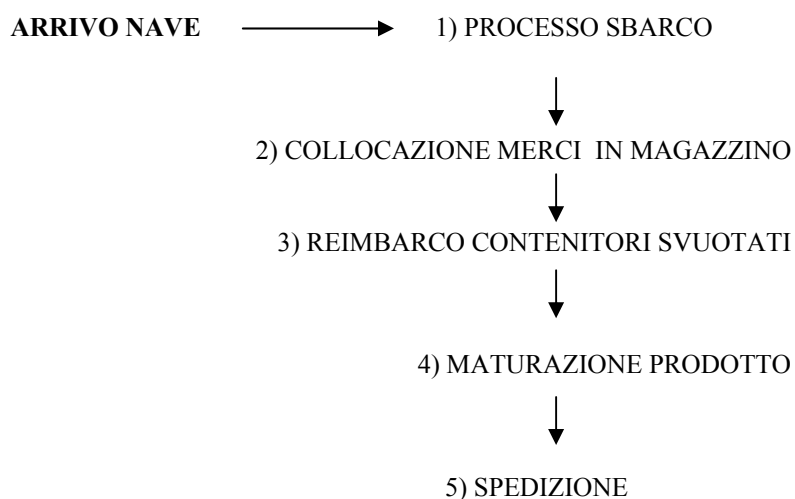 ARRIVO NAVE 1) PROCESSO SBARCO
2) COLLOCAZIONE MERCI IN MAGAZZINO
3) REIMBARCO CONTENITORI SVUOTATI
4) MATURAZIONE PRODOTTO
5) SPEDIZIONE